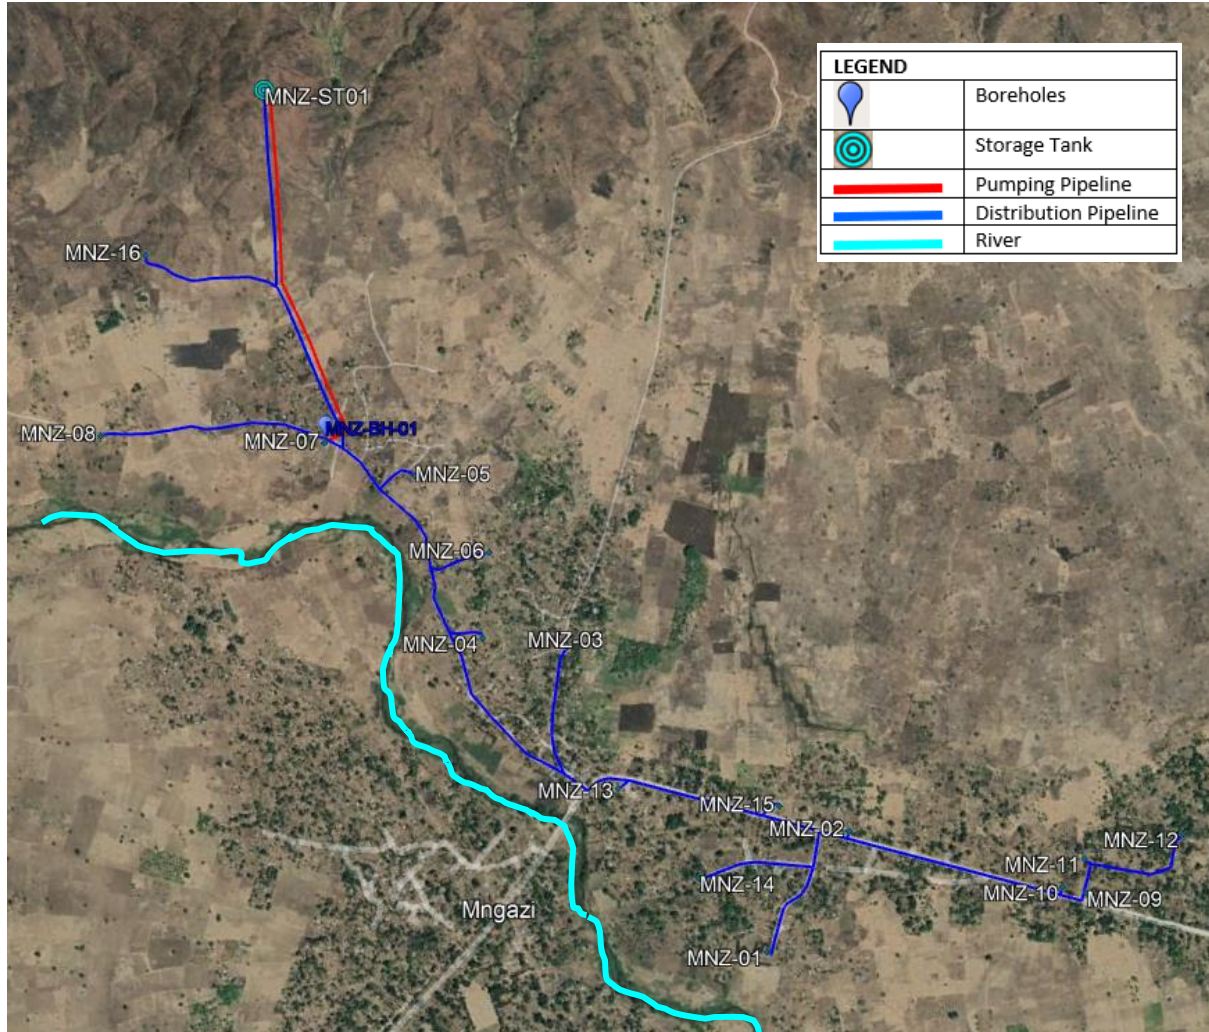 MNZ-ST01
LEGEND
Boreholes
Storage Tank
Pumping Pipeline
Distribution Pipeline
River
MNZ-16
MNZ-BH-01
MNZ-08
MNZ-07
MNZ-05
MNZ-06
MNZ-04
MNZ-03
MNZ-13
MNZ-15
MNZ-02
MNZ-12
MNZ-11
MNZ-14
MNZ-10
MNZ-09
Mngazi
MNZ-01